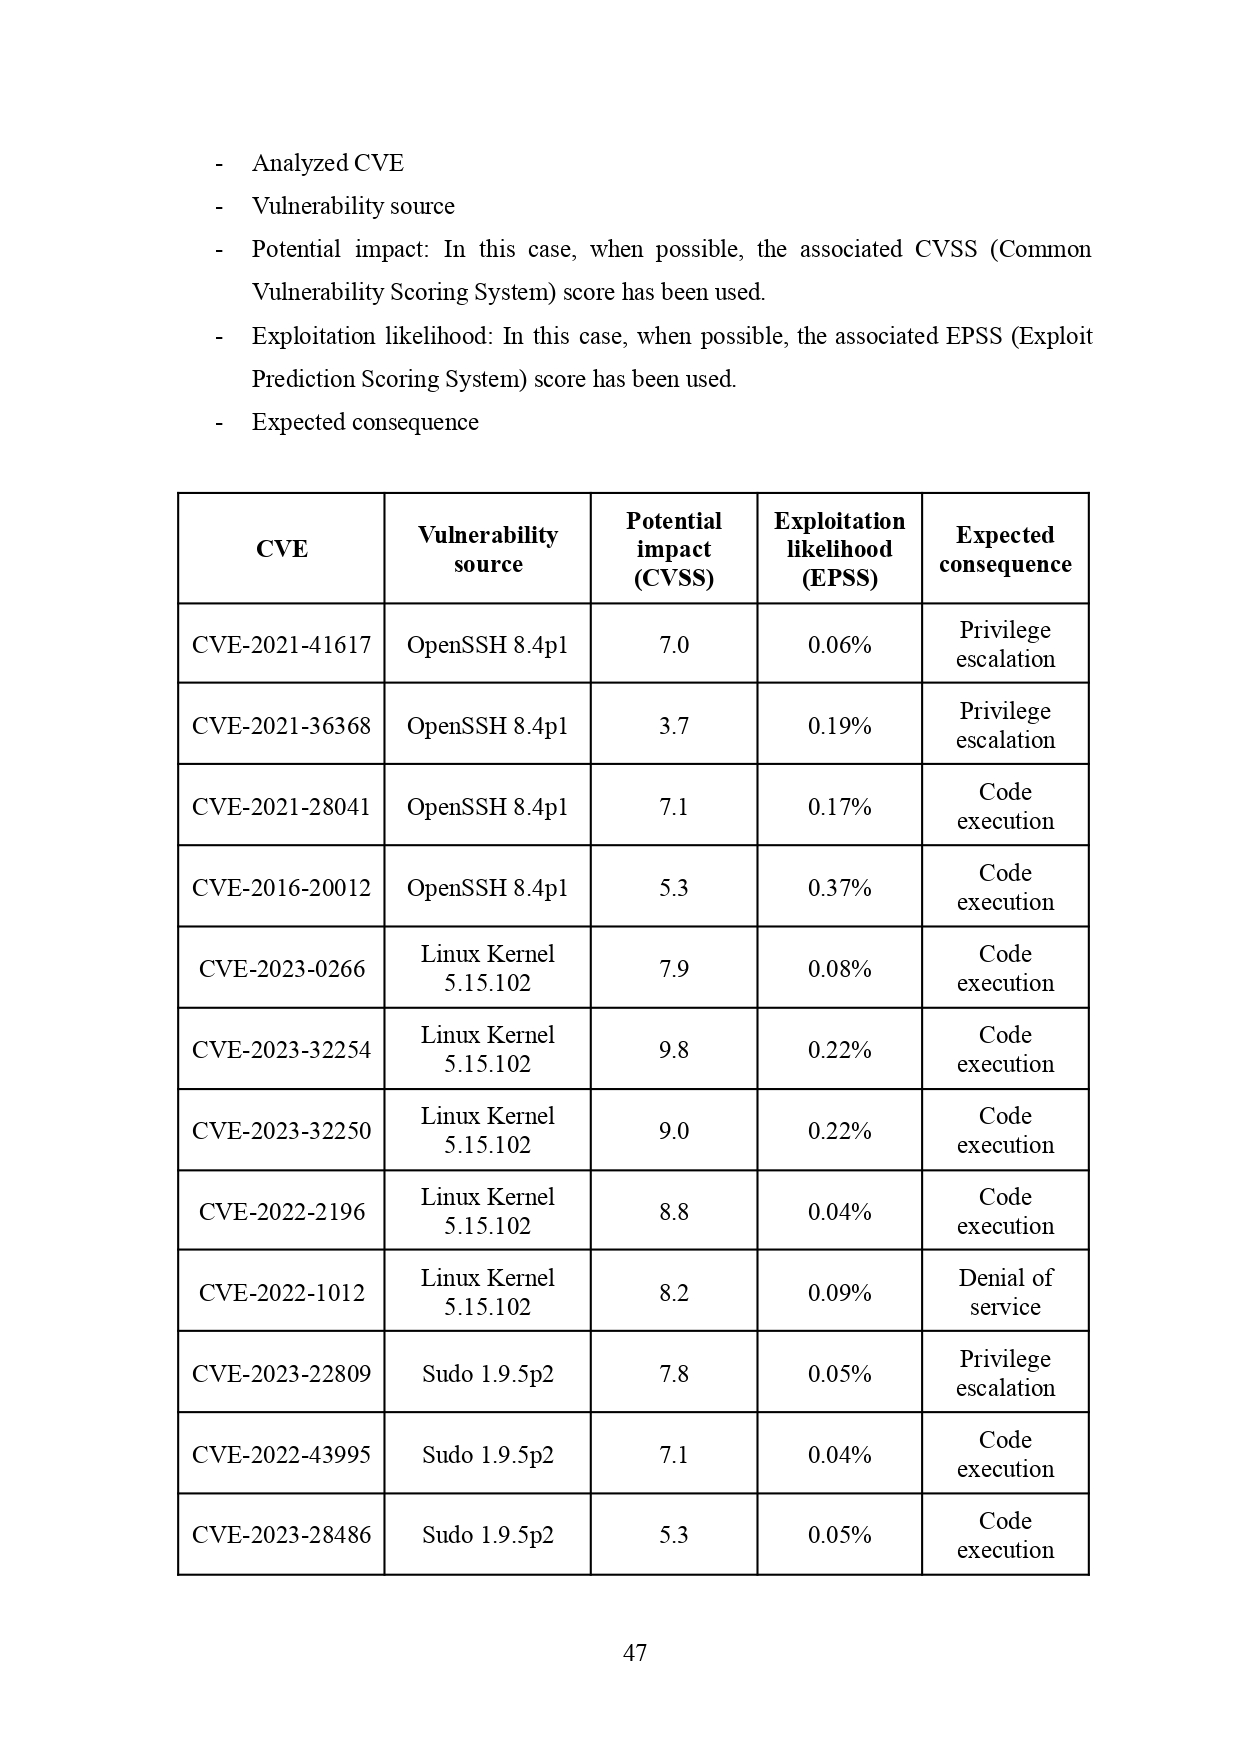 - Analyzed CVE
- Vulnerability source
- Potential impact: In this case, when possible, the associated CVSS (Common
Vulnerability Scoring System) score has been used.
- Exploitation likelihood: In this case, when possible, the associated EPSS (Exploit
Prediction Scoring System) score has been used.
- Expected consequence
CVE
Vulnerability
source
Potential
impact
(CVSS)
Exploitation
likelihood
(EPSS)
Expected
consequence
CVE-2021-41617
OpenSSH 8.4p1
7.0
0.06%
Privilege
escalation
CVE-2021-36368
OpenSSH 8.4p1
3.7
0.19%
Privilege
escalation
CVE-2021-28041
OpenSSH 8.4p1
7.1
0.17%
Code
execution
CVE-2016-20012
OpenSSH 8.4p1
5.3
0.37%
Code
execution
CVE-2023-0266
Linux Kernel
5.15.102
7.9
0.08%
Code
execution
CVE-2023-32254
Linux Kernel
5.15.102
9.8
0.22%
Code
execution
CVE-2023-32250
Linux Kernel
5.15.102
9.0
0.22%
Code
execution
CVE-2022-2196
Linux Kernel
5.15.102
8.8
0.04%
Code
execution
CVE-2022-1012
Linux Kernel
5.15.102
8.2
0.09%
Denial of
service
CVE-2023-22809
Sudo 1.9.5p2
7.8
0.05%
Privilege
escalation
CVE-2022-43995
Sudo 1.9.5p2
7.1
0.04%
Code
execution
CVE-2023-28486
Sudo 1.9.5p2
5.3
0.05%
Code
execution
47